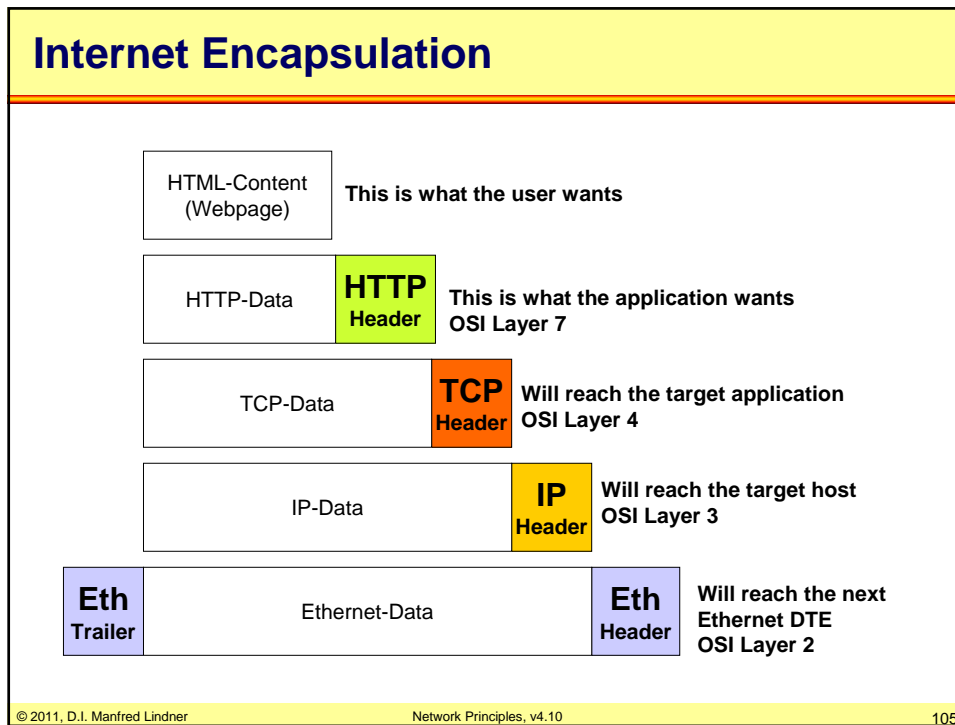 Internet Encapsulation
HTML-Content
(Webpage)
This is what the user wants
HTTP-Data
HTTP
Header
This is what the application wants
OSI Layer 7
TCP-Data
TCP
Header
Will reach the target application
OSI Layer 4
IP-Data
IP
Header
Will reach the target host
OSI Layer 3
Eth
Trailer
Ethernet-Data
Eth
Header
Will reach the next
Ethernet DTE
OSI Layer 2
© 2011, D.I. Manfred Lindner
Network Principles, v4.10
105